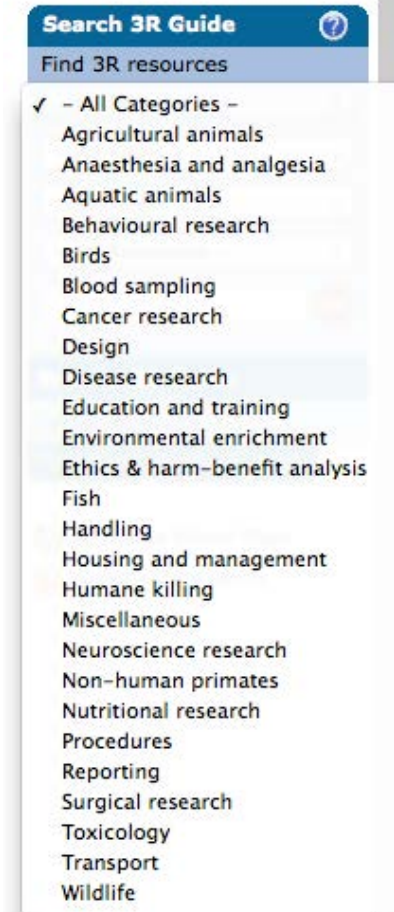 Search 3R Guide ?
Find 3R resources
✓ – All Categories –
Agricultural animals
Anaesthesia and analgesia
Aquatic animals
Behavioural research
Birds
Blood sampling
Cancer research
Design
Disease research
Education and training
Environmental enrichment
Ethics & harm–benefit analysis
Fish
Handling
Housing and management
Humane killing
Miscellaneous
Neuroscience research
Non–human primates
Nutritional research
Procedures
Reporting
Surgical research
Toxicology
Transport
Wildlife